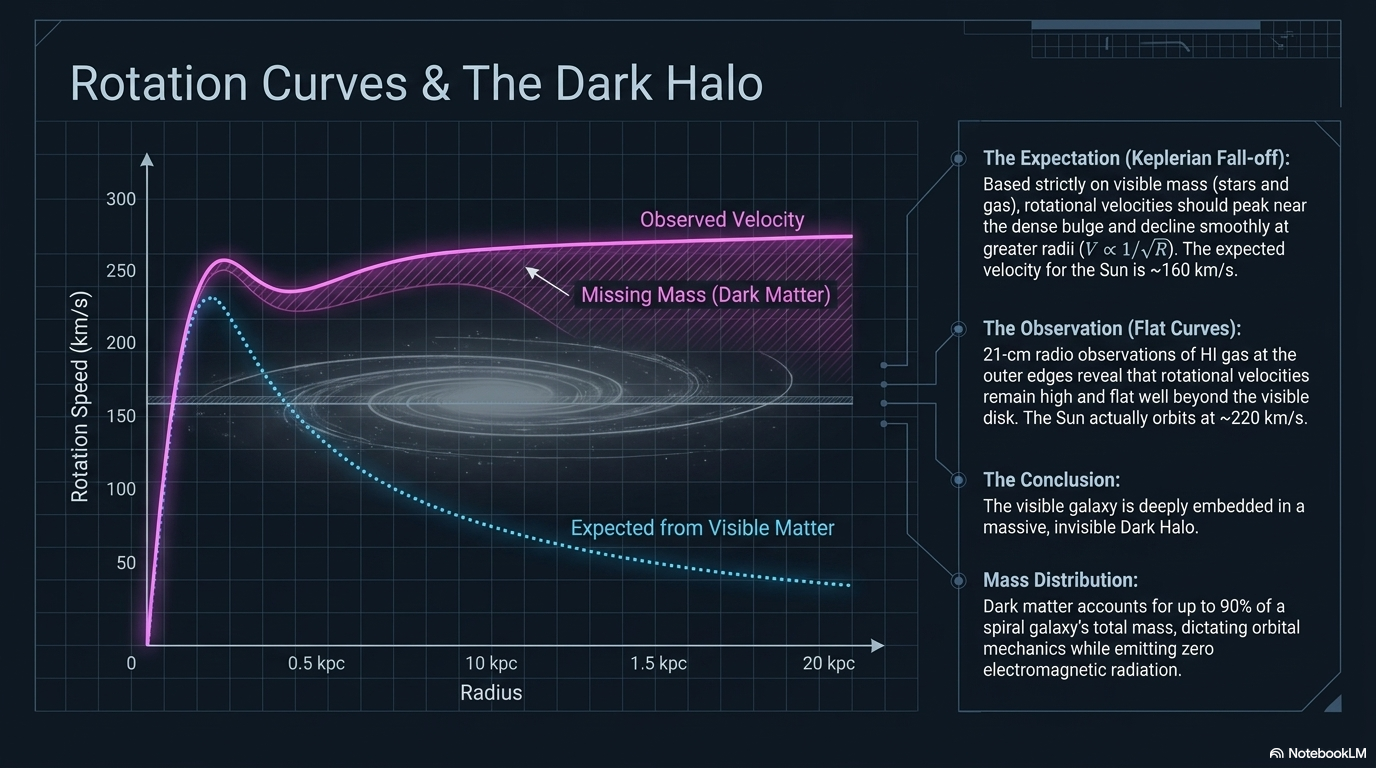 Rotation Curves & The Dark Halo
300
250
200
150
100
50
0
Rotation Speed (km/s)
Observed Velocity
Missing Mass (Dark Matter)
Expected from Visible Matter
0.5 kpc
10 kpc
1.5 kpc
20 kpc
Radius
The Expectation (Keplerian Fall-off):
Based strictly on visible mass (stars and
gas), rotational velocities should peak near
the dense bulge and decline smoothly at
greater radii (V ∝ 1/√R). The expected
velocity for the Sun is ~160 km/s.
The Observation (Flat Curves):
21-cm radio observations of HI gas at the
outer edges reveal that rotational velocities
remain high and flat well beyond the visible
disk. The Sun actually orbits at ~220 km/s.
The Conclusion:
The visible galaxy is deeply embedded in a
massive, invisible Dark Halo.
Mass Distribution:
Dark matter accounts for up to 90% of a
spiral galaxy's total mass, dictating orbital
mechanics while emitting zero
electromagnetic radiation.
NotebookLM